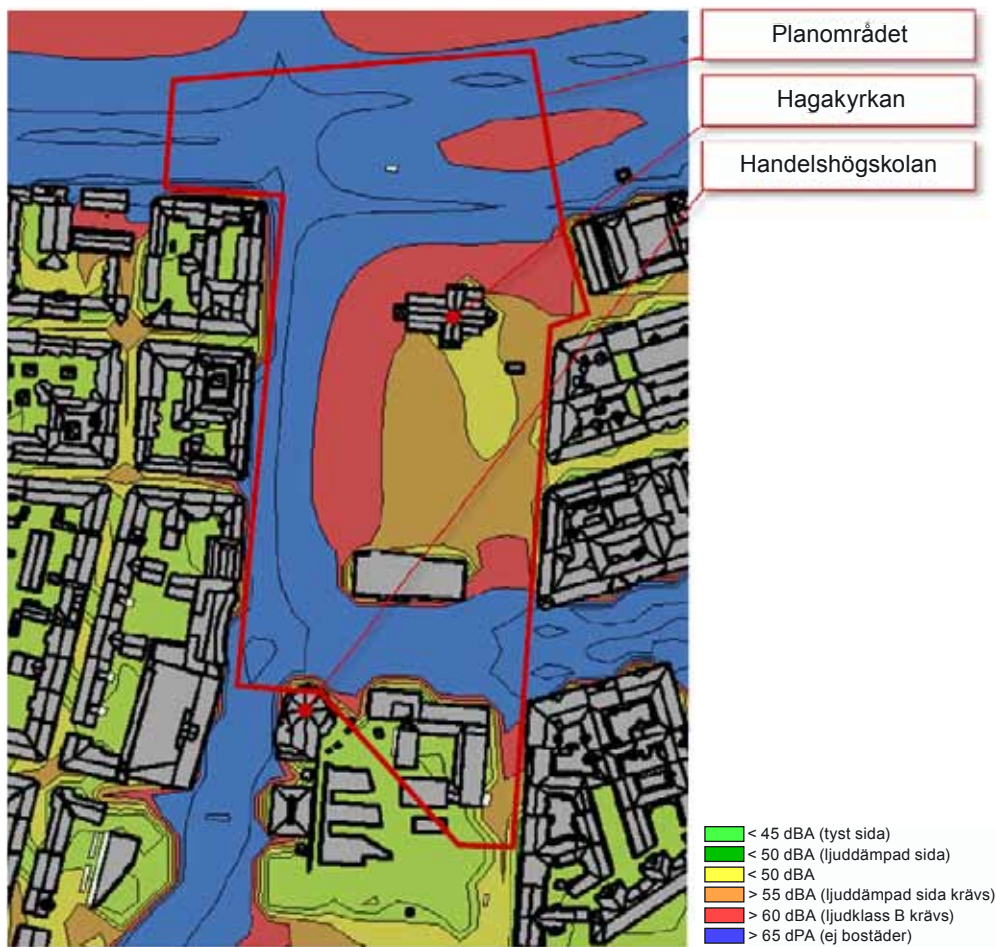 Planområdet
Hagakyrkan
Handelshögskolan
< 45 dBA (tyst sida)
< 50 dBA (ljuddämpad sida)
< 50 dBA
> 55 dBA (ljuddämpad sida krävs)
> 60 dBA (ljudklass B krävs)
> 65 dPA (ej bostäder)